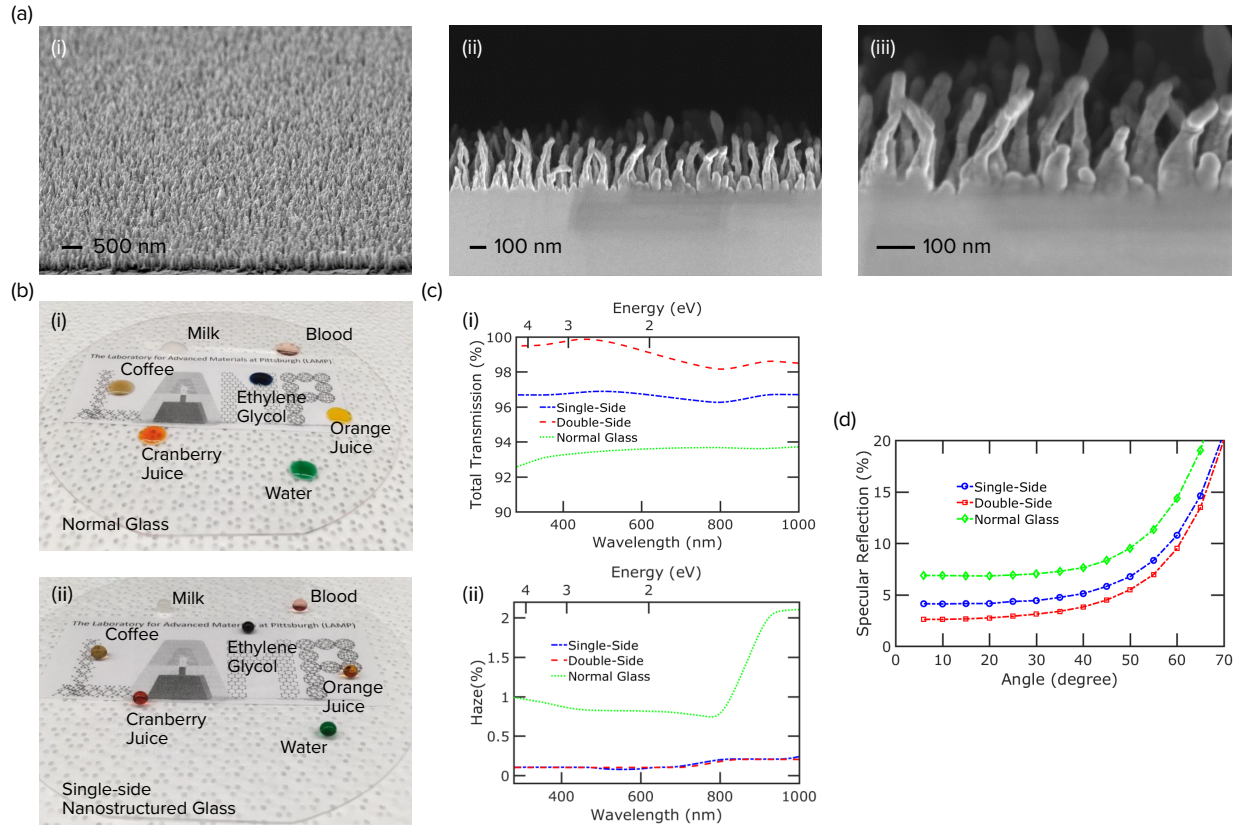 (a)
(i)
500 nm
(ii)
100 nm
(iii)
100 nm
(b)
(i)
Milk
Blood
The Laboratory for Advanced Materials at Pittsburgh (LAMP)
Coffee
Ethylene
Glycol
Orange
Juice
Cranberry
Juice
Water
Normal Glass
(ii)
Milk
Blood
The Laboratory for Advanced Materials at Pittsburgh (LAMP)
Coffee
Ethylene
Glycol
Orange
Juice
Cranberry
Juice
Water
Single-side
Nanostructured Glass
(c)
(i)
Energy (eV)
4 3 2
Total Transmission (%)
100
98
96
94
92
90
Single-Side
Double-Side
Normal Glass
400 600 800 1000
Wavelength (nm)
(ii)
Energy (eV)
4 3 2
Haze(%)
2
1.5
1
0.5
0
Single-Side
Double-Side
Normal Glass
400 600 800 1000
Wavelength (nm)
(d)
Specular Reflection (%)
20
15
10
5
0
Single-Side
Double-Side
Normal Glass
0 10 20 30 40 50 60 70
Angle (degree)